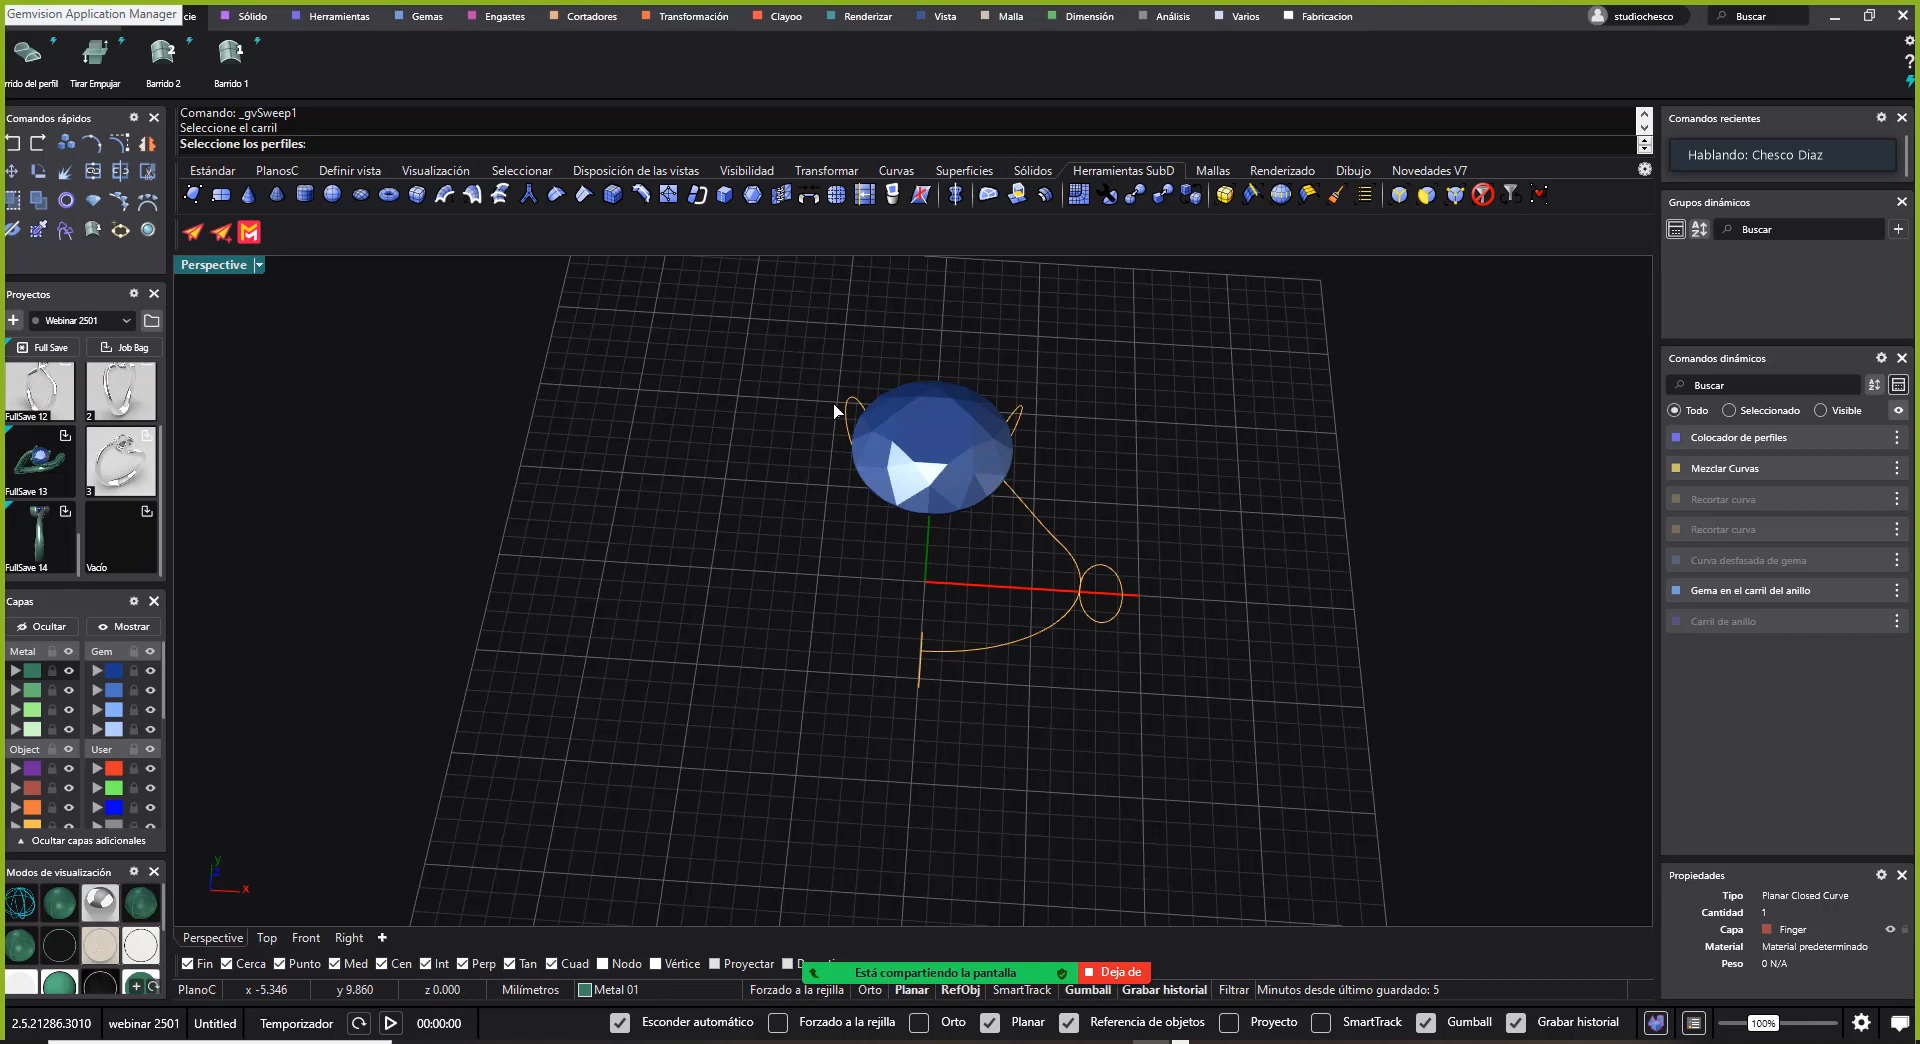 Gemvision Application Manager
cie
Sólido
Herramientas
Gemas
Engastes
Cortadores
Transformación
Clayoo
Renderizar
Vista
Malla
Dimensión
Análisis
Varios
Fabricacion
studiochesco
Buscar
rrido del perfil
Tirar Empujar
Barrido 2
Barrido 1
Comandos rápidos
Comando: _gvSweep1
Seleccione el carril
Seleccione los perfiles:
Estándar
PlanosC
Definir vista
Visualización
Seleccionar
Disposición de las vistas
Visibilidad
Transformar
Curvas
Superficies
Sólidos
Herramientas SubD
Mallas
Renderizado
Dibujo
Novedades V7
Perspective
Proyectos
Webinar 2501
Full Save
Job Bag
FullSave 12
2
FullSave 13
3
FullSave 14
Vacío
Capas
Ocultar
Mostrar
Metal
Gem
Object
User
Ocultar capas adicionales
Modos de visualización
y
z
x
Comandos recientes
Hablando: Chesco Diaz
Grupos dinámicos
Buscar
Comandos dinámicos
Buscar
Todo
Seleccionado
Visible
Colocador de perfiles
Mezclar Curvas
Recortar curva
Recortar curva
Curva desfasada de gema
Gema en el carril del anillo
Carril de anillo
Propiedades
Tipo Planar Closed Curve
Cantidad 1
Capa Finger
Material Material predeterminado
Peso 0 N/A
Perspective
Top
Front
Right
Fin
Cerca
Punto
Med
Cen
Int
Perp
Tan
Cuad
Nodo
Vértice
Proyectar
Está compartiendo la pantalla
Deja de
PlanoC
x -5.346
y 9.860
z 0.000
Milímetros
Metal 01
Forzado a la rejilla
Orto
Planar
RefObj
SmartTrack
Gumball
Grabar historial
Filtrar
Minutos desde último guardado: 5
2.5.21286.3010
webinar 2501
Untitled
Temporizador
00:00:00
Esconder automático
Forzado a la rejilla
Orto
Planar
Referencia de objetos
Proyecto
SmartTrack
Gumball
Grabar historial
100%